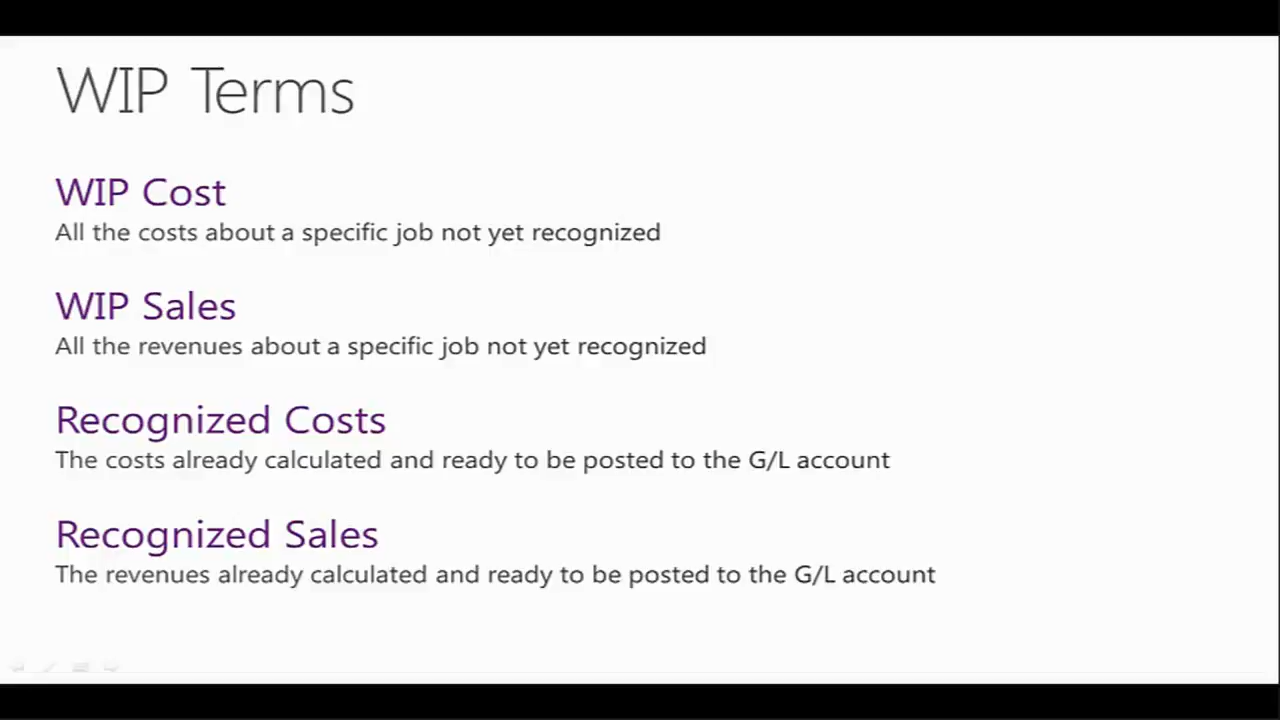 WIP Terms
WIP Cost
All the costs about a specific job not yet recognized
WIP Sales
All the revenues about a specific job not yet recognized
Recognized Costs
The costs already calculated and ready to be posted to the G/L account
Recognized Sales
The revenues already calculated and ready to be posted to the G/L account